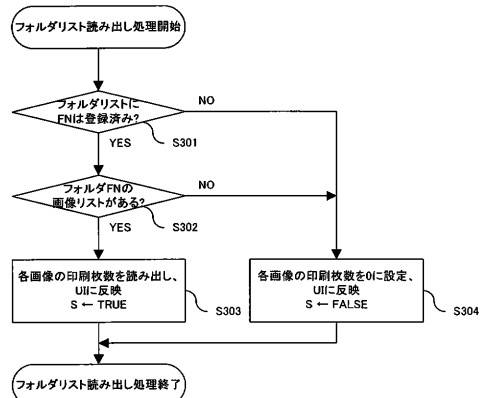 フォルダリスト読み出し処理開始
フォルダリストに
FNは登録済み?
NO
S301
YES
フォルダFNの
画像リストがある?
NO
S302
YES
各画像の印刷枚数を読み出し、
UIに反映
S ← TRUE
S303
各画像の印刷枚数を0に設定、
UIに反映
S ← FALSE
S304
フォルダリスト読み出し処理終了